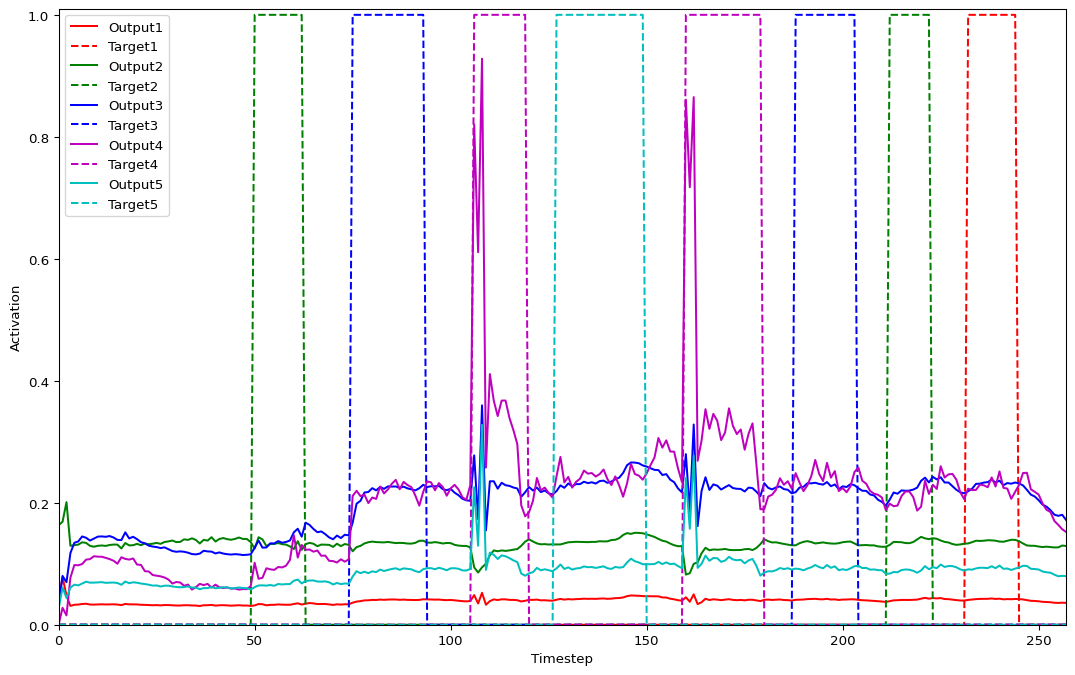 Output1
Target1
Output2
Target2
Output3
Target3
Output4
Target4
Output5
Target5
1.0
0.8
0.6
0.4
0.2
0.0
Activation
0
50
100
150
200
250
Timestep